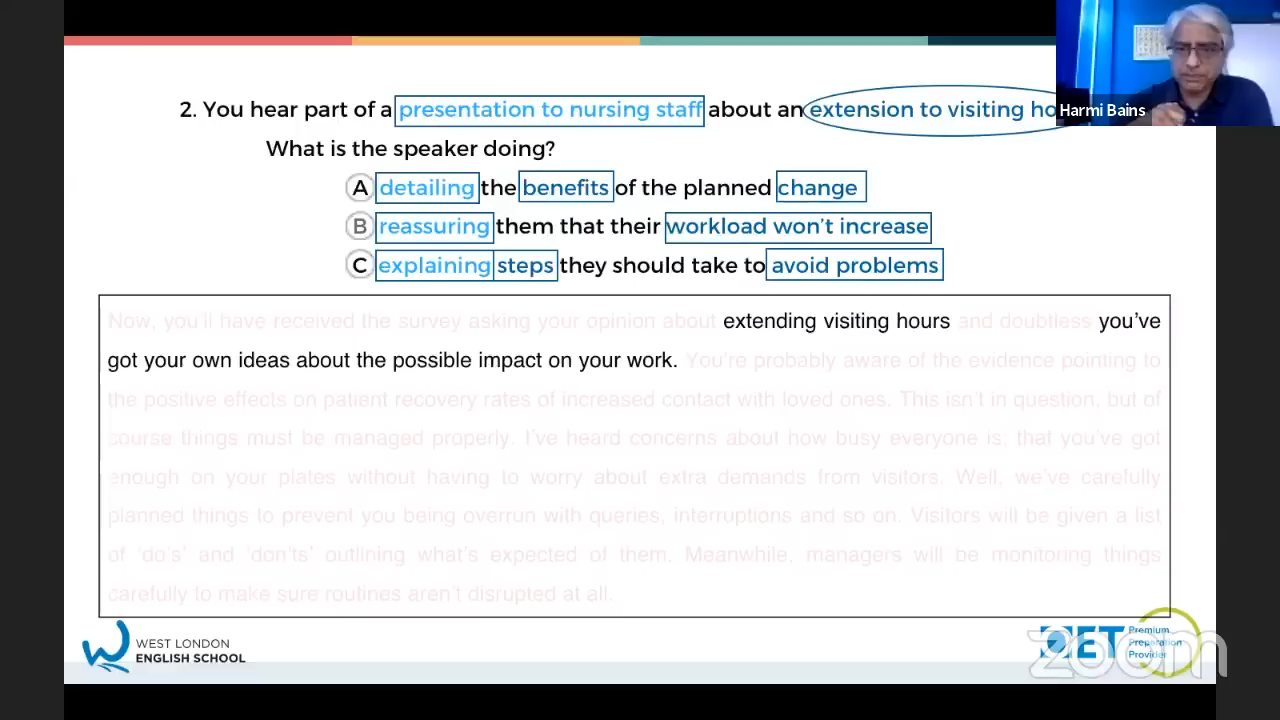 2. You hear part of a presentation to nursing staff about an extension to visiting ho
Harmi Bains
What is the speaker doing?
A detailing the benefits of the planned change
B reassuring them that their workload won't increase
C explaining steps they should take to avoid problems
Now, you'll have received the survey asking your opinion about extending visiting hours and doubtless you've
got your own ideas about the possible impact on your work. You're probably aware of the evidence pointing to
the positive effects on patient recovery rates of increased contact with loved ones. This isn't in question, but of
course things must be managed properly. I've heard concerns about how busy everyone is; that you've got
enough on your plates without having to worry about extra demands from visitors. Well, we've carefully
planned things to prevent you being overrun with queries, interruptions and so on. Visitors will be given a list
of 'do's' and 'don'ts' outlining what's expected of them. Meanwhile, managers will be monitoring things
carefully to make sure routines aren't disrupted at all.
WEST LONDON
ENGLISH SCHOOL
Premium
Preparation
Provider
zoom